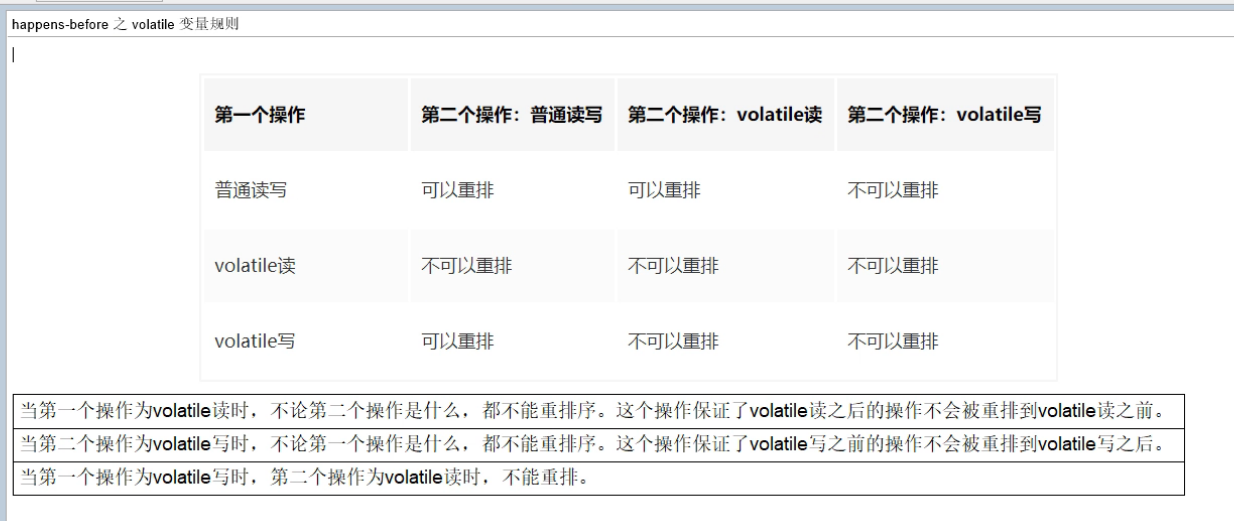 happens-before 之 volatile 变量规则
第一个操作 第二个操作：普通读写 第二个操作：volatile读 第二个操作：volatile写
普通读写 可以重排 可以重排 不可以重排
volatile读 不可以重排 不可以重排 不可以重排
volatile写 可以重排 不可以重排 不可以重排
当第一个操作为volatile读时，不论第二个操作是什么，都不能重排序。这个操作保证了volatile读之后的操作不会被重排到volatile读之前。
当第二个操作为volatile写时，不论第一个操作是什么，都不能重排序。这个操作保证了volatile写之前的操作不会被重排到volatile写之后。
当第一个操作为volatile写时，第二个操作为volatile读时，不能重排。